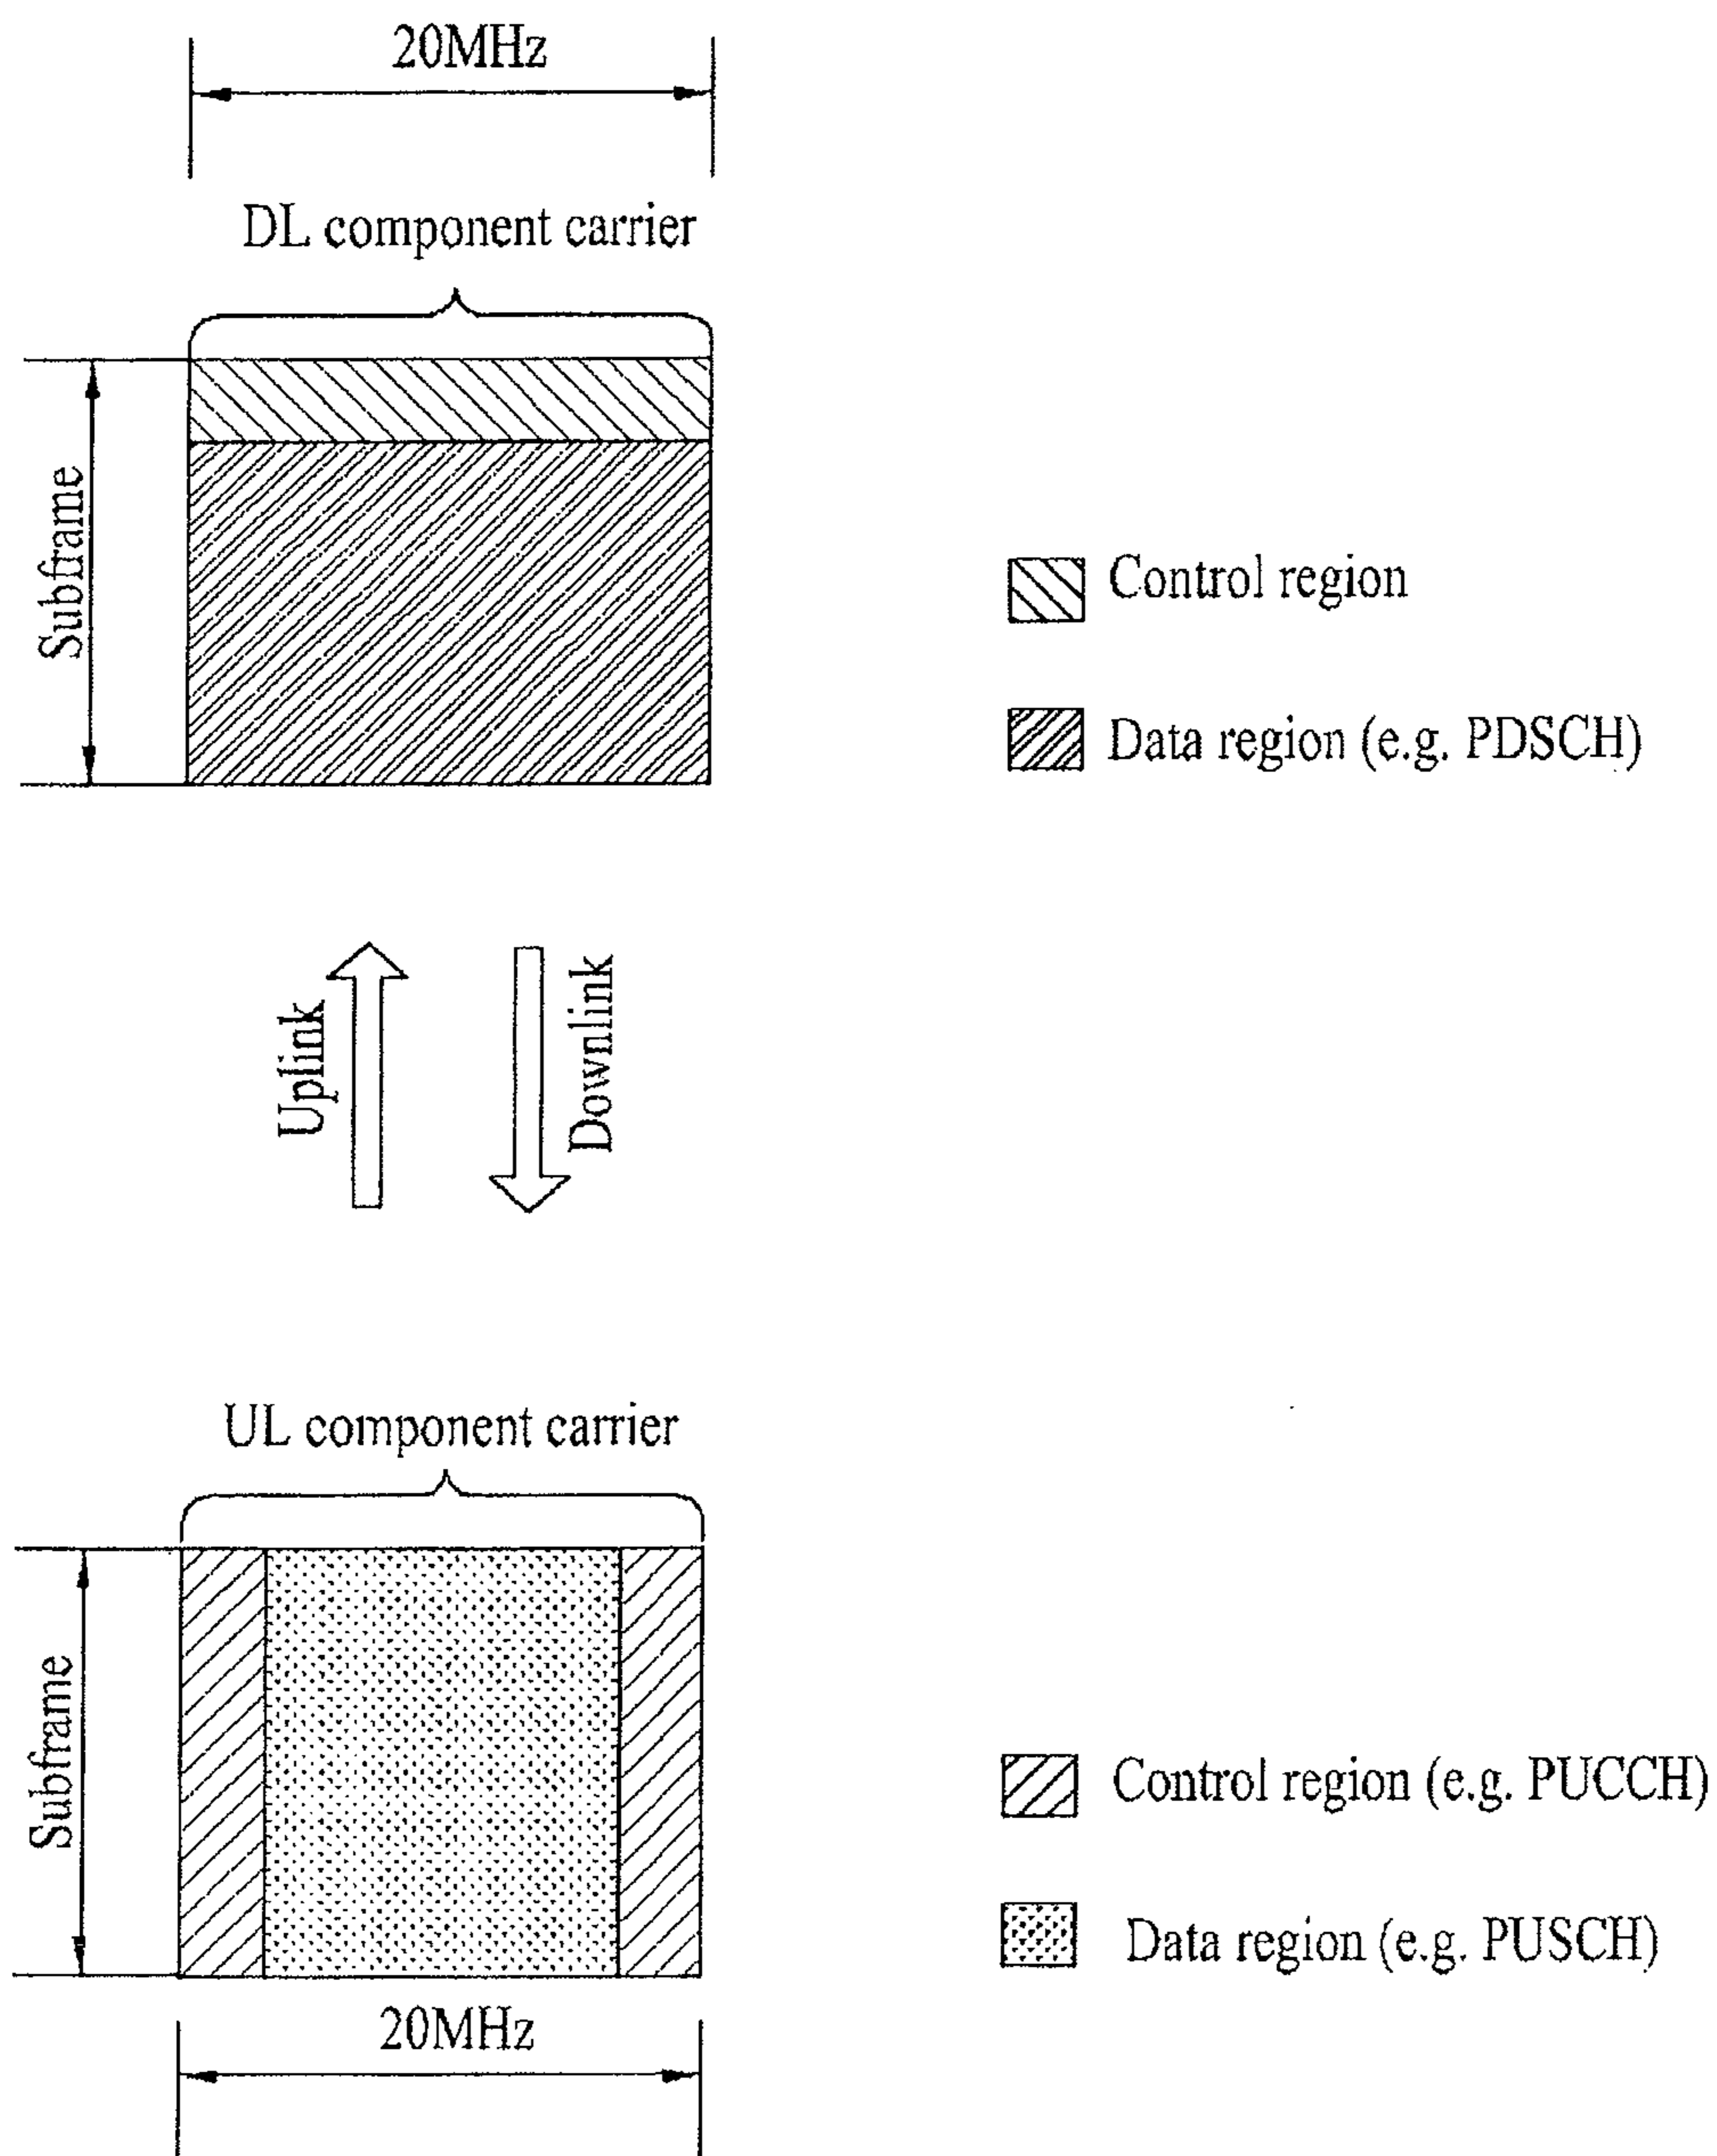 20MHz
DL component carrier
Subframe
Control region
Data region (e.g. PDSCH)
Uplink
Downlink
UL component carrier
Subframe
Control region (e.g. PUCCH)
Data region (e.g. PUSCH)
20MHz